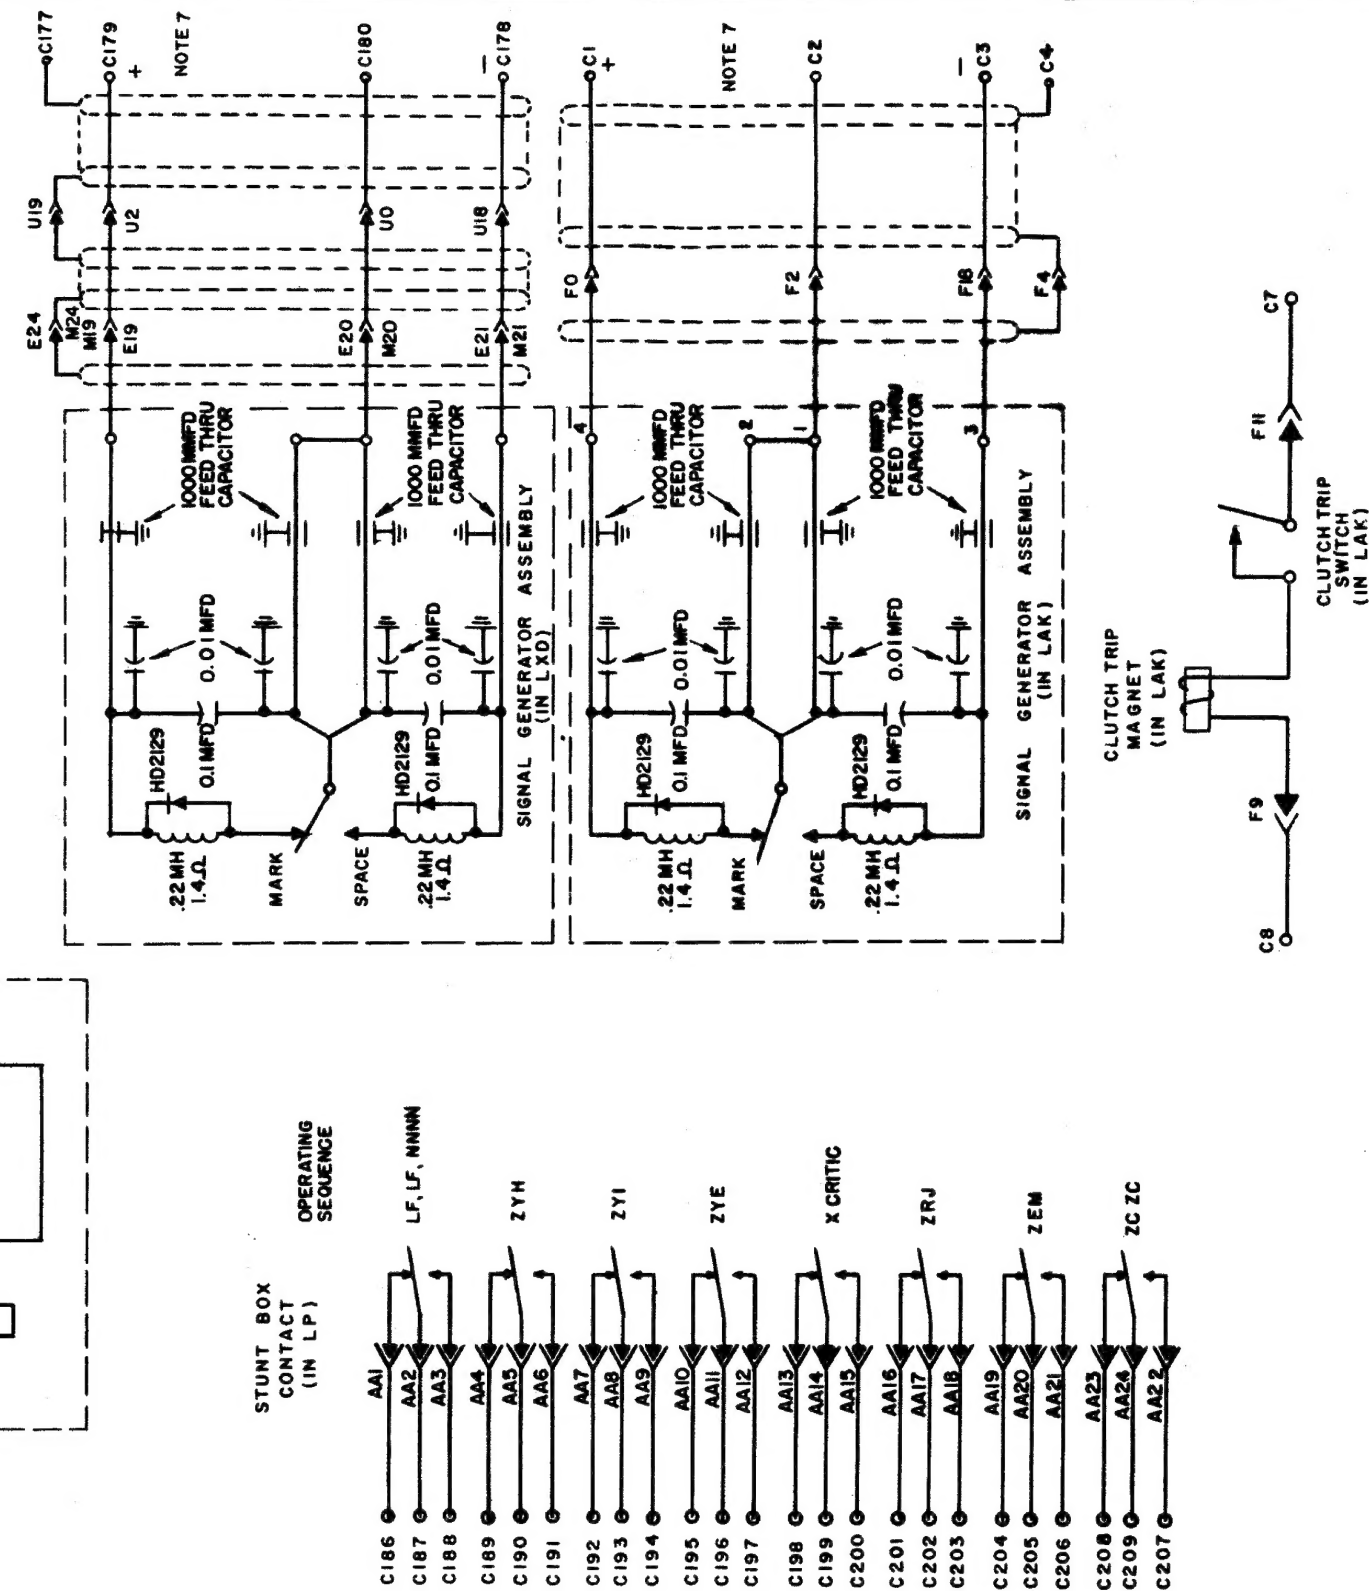 C177
C179
+
NOTE 7
C180
−
C178
U19
U2
U0
U18
E24
M24
M19
E19
E20
M20
E21
M21
1000 MMFD
FEED THRU
CAPACITOR
1000 MMFD
FEED THRU
CAPACITOR
0.01 MFD
0.01 MFD
HD2129
0.1 MFD
HD2129
0.1 MFD
.22 MH
1.4 Ω
MARK
SPACE
.22 MH
1.4 Ω
SIGNAL GENERATOR ASSEMBLY
(IN LXD)
C1
+
NOTE 7
C2
−
C3
C4
F0
F2
F18
F4
4
2
1
3
1000 MMFD
FEED THRU
CAPACITOR
1000 MMFD
FEED THRU
CAPACITOR
0.01 MFD
0.01 MFD
HD2129
0.1 MFD
HD2129
0.1 MFD
.22 MH
1.4 Ω
MARK
SPACE
.22 MH
1.4 Ω
SIGNAL GENERATOR ASSEMBLY
(IN LAK)
CLUTCH TRIP
MAGNET
(IN LAK)
C8
F9
F11
C7
CLUTCH TRIP
SWITCH
(IN LAK)
STUNT BOX
CONTACT
(IN LP)
OPERATING
SEQUENCE
C186 AA1
C187 AA2 LF, LF, NNNN
C188 AA3
C189 AA4
C190 AA5 ZYH
C191 AA6
C192 AA7
C193 AA8 ZYI
C194 AA9
C195 AA10
C196 AA11 ZYE
C197 AA12
C198 AA13
C199 AA14 X CRITIC
C200 AA15
C201 AA16
C202 AA17 ZRJ
C203 AA18
C204 AA19
C205 AA20 ZEM
C206 AA21
C208 AA23
C209 AA24 ZC ZC
C207 AA22